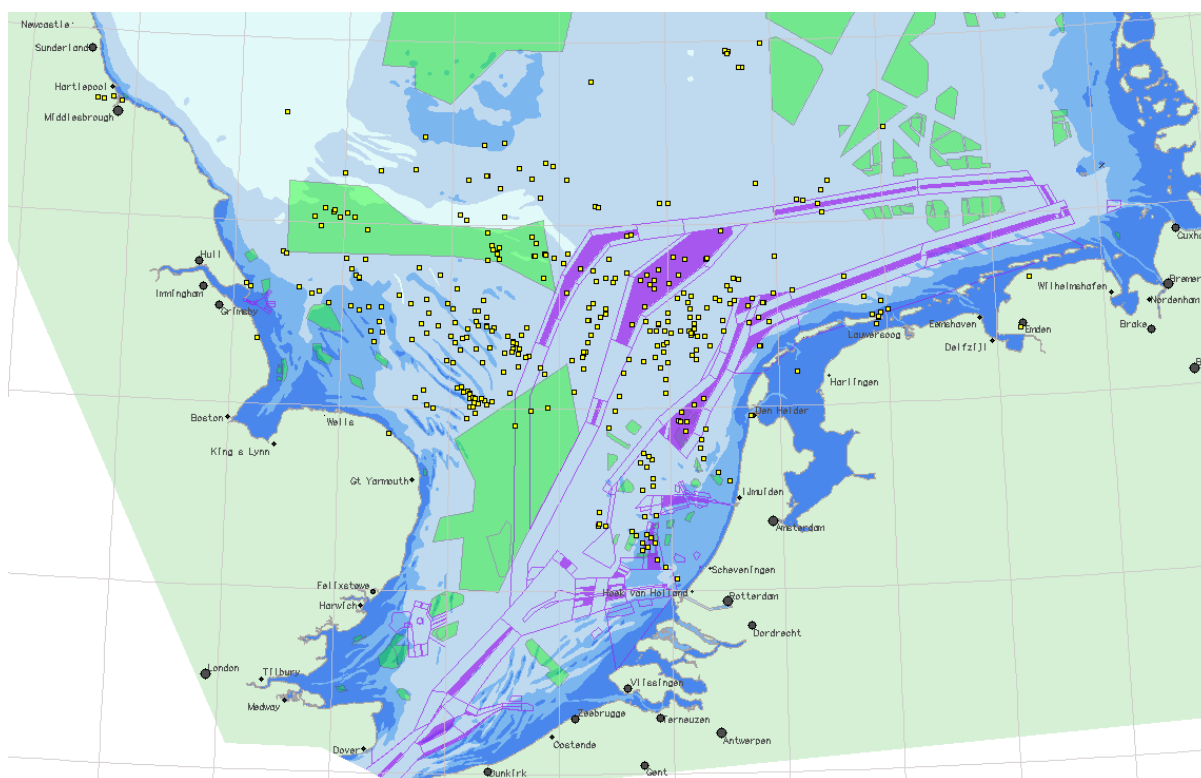 Newcastle
Sunderland
Hartlepool
Middlesbrough
Hull
Immingham
Grimsby
Boston
King s Lynn
Wells
Gt Yarmouth
Felixstowe
Harwich
London
Tilbury
Medway
Dover
Dunkirk
Oostende
Zeebrugge
Gent
Vlissingen
Terneuzen
Antwerpen
Dordrecht
Rotterdam
Hoek van Holland
Scheveningen
Amsterdam
IJmuiden
Den Helder
Harlingen
Lauwersoog
Eemshaven
Delfzijl
Emden
Wilhelmshafen
Nordenham
Brake
Bremer
Cuxha